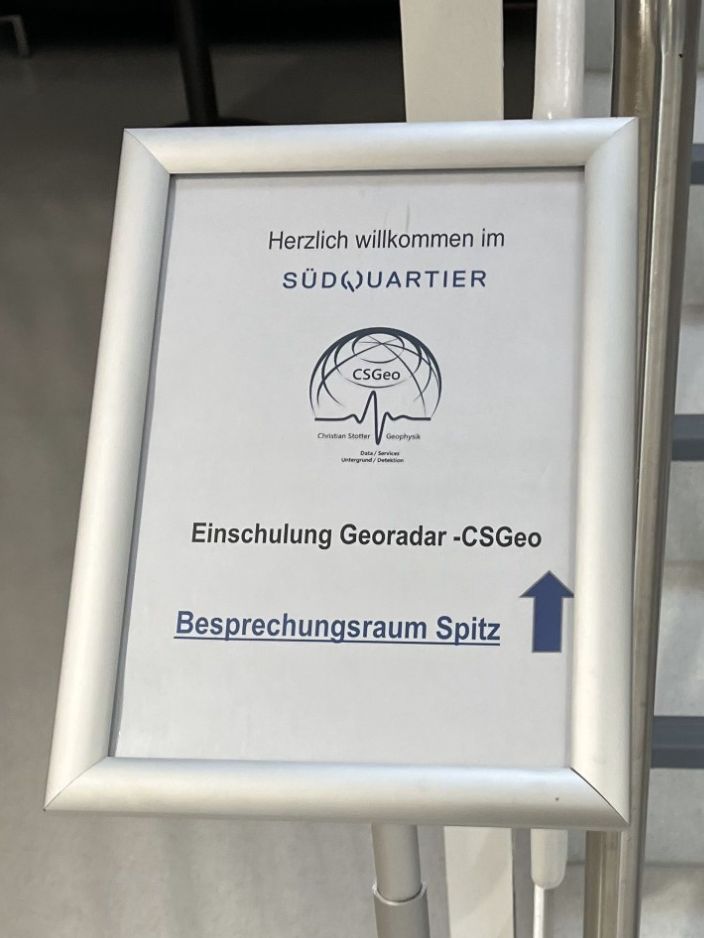 Herzlich willkommen im
SÜDQUARTIER
CSGeo
Christian Stotter Geophysik
Data / Services
Untergrund / Detektion
Einschulung Georadar -CSGeo
Besprechungsraum Spitz